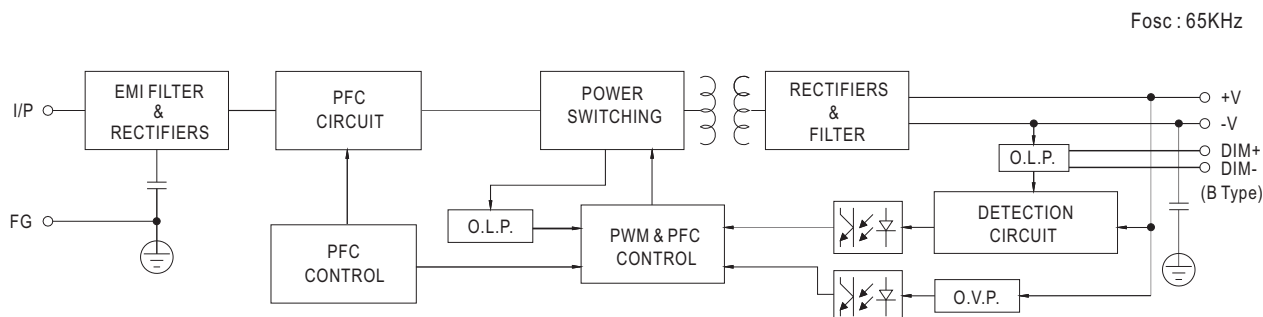 Fosc : 65KHz
I/P
EMI FILTER
&
RECTIFIERS
PFC
CIRCUIT
POWER
SWITCHING
RECTIFIERS
&
FILTER
+V
-V
DIM+
DIM-
(B Type)
O.L.P.
FG
O.L.P.
PFC
CONTROL
PWM & PFC
CONTROL
DETECTION
CIRCUIT
O.V.P.